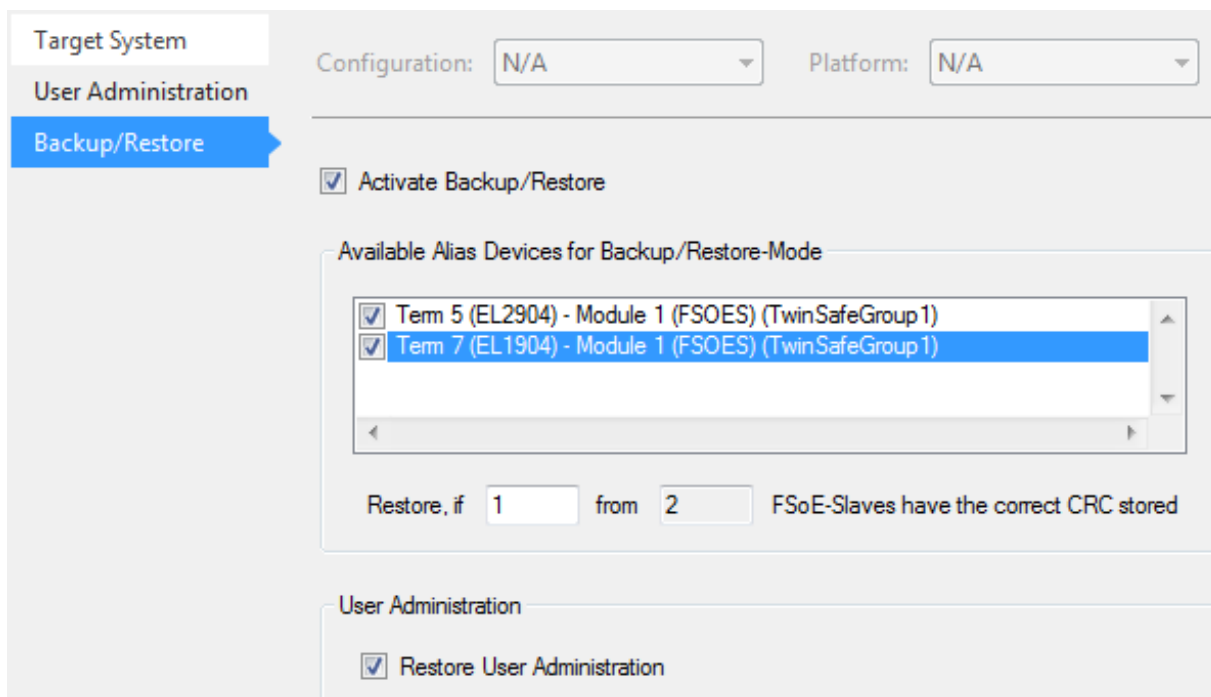 Target System
User Administration
Backup/Restore
Configuration: N/A Platform: N/A
Activate Backup/Restore
Available Alias Devices for Backup/Restore-Mode
Term 5 (EL2904) - Module 1 (FSOES) (TwinSafeGroup1)
Term 7 (EL1904) - Module 1 (FSOES) (TwinSafeGroup1)
Restore, if 1 from 2 FSoE-Slaves have the correct CRC stored
User Administration
Restore User Administration